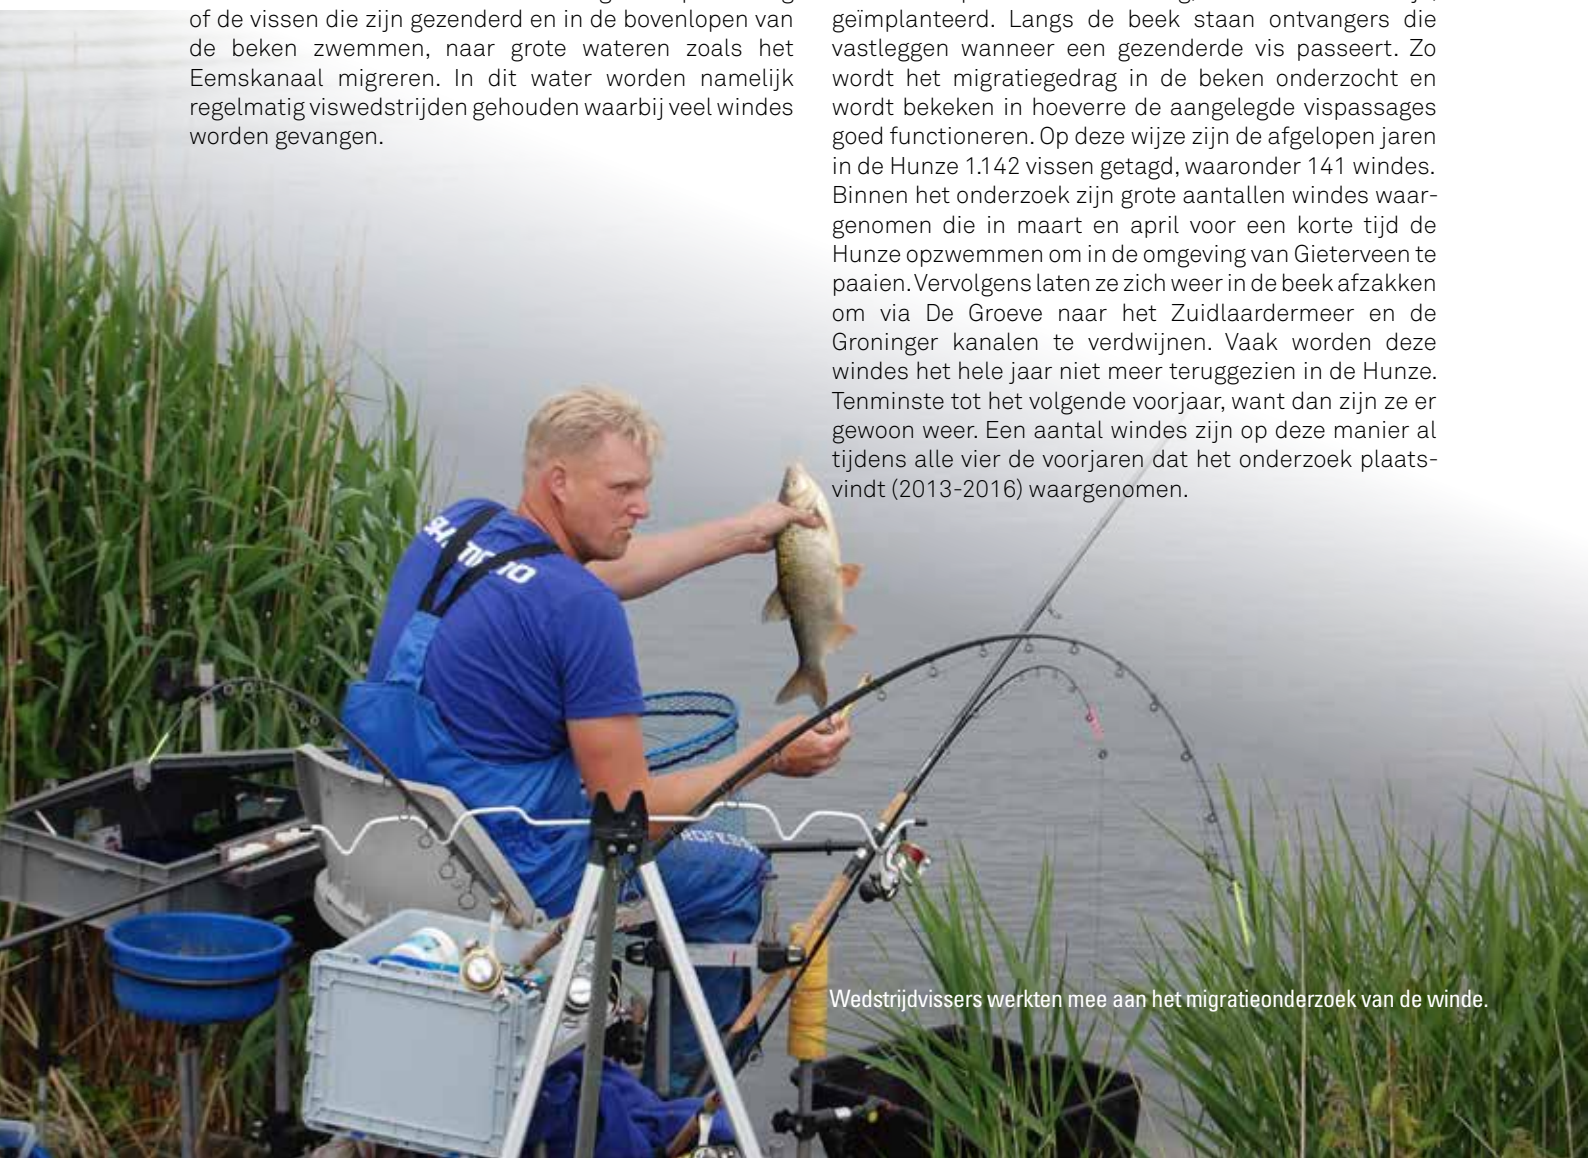 of de vissen die zijn gezenderd en in de bovenlopen van
de beken zwemmen, naar grote wateren zoals het
Eemskanaal migreren. In dit water worden namelijk
regelmatig viswedstrijden gehouden waarbij veel windes
worden gevangen.
geïmplanteerd. Langs de beek staan ontvangers die
vastleggen wanneer een gezenderde vis passeert. Zo
wordt het migratiegedrag in de beken onderzocht en
wordt bekeken in hoeverre de aangelegde vispassages
goed functioneren. Op deze wijze zijn de afgelopen jaren
in de Hunze 1.142 vissen getagd, waaronder 141 windes.
Binnen het onderzoek zijn grote aantallen windes waar-
genomen die in maart en april voor een korte tijd de
Hunze opzwemmen om in de omgeving van Gieterveen te
paaien. Vervolgens laten ze zich weer in de beek afzakken
om via De Groeve naar het Zuidlaardermeer en de
Groninger kanalen te verdwijnen. Vaak worden deze
windes het hele jaar niet meer teruggezien in de Hunze.
Tenminste tot het volgende voorjaar, want dan zijn ze er
gewoon weer. Een aantal windes zijn op deze manier al
tijdens alle vier de voorjaren dat het onderzoek plaats-
vindt (2013-2016) waargenomen.
Wedstrijdvissers werkten mee aan het migratieonderzoek van de winde.